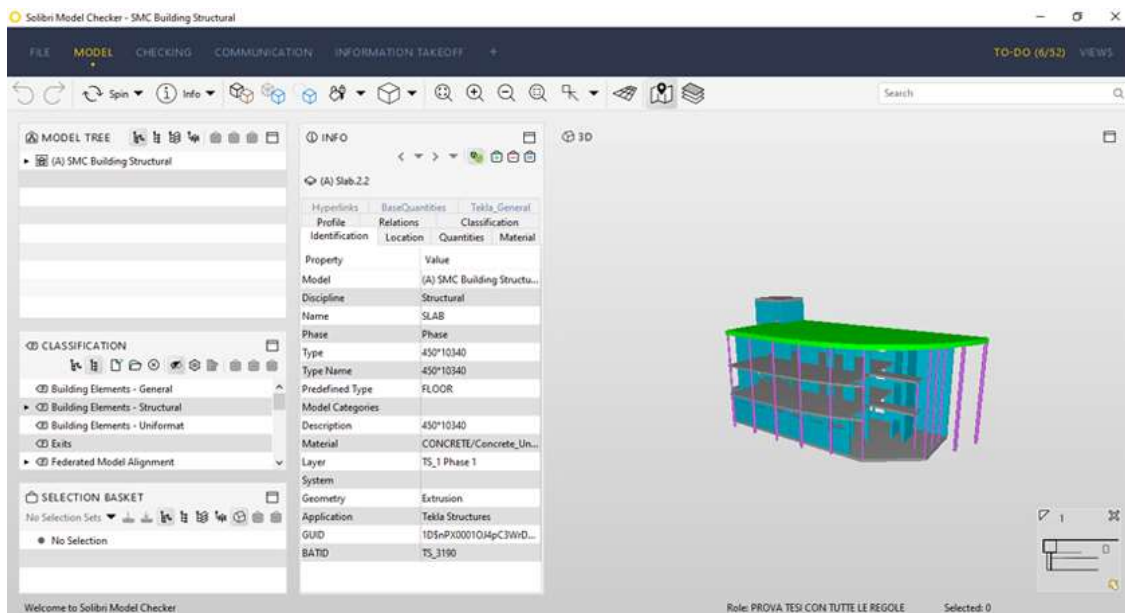 Solibri Model Checker - SMC Building Structural
FILE MODEL CHECKING COMMUNICATION INFORMATION TAKEOFF + TO-DO (6/52) VIEWS
Spin Info Search
MODEL TREE
(A) SMC Building Structural
CLASSIFICATION
Building Elements - General
Building Elements - Structural
Building Elements - Uniformat
Exits
Federated Model Alignment
SELECTION BASKET
No Selection Sets
No Selection
INFO
(A) Slab.2.2
Hyperlinks BaseQuantities Tekla_General
Profile Relations Classification
Identification Location Quantities Material
Property Value
Model (A) SMC Building Structu...
Discipline Structural
Name SLAB
Phase Phase
Type 450*10340
Type Name 450*10340
Predefined Type FLOOR
Model Categories
Description 450*10340
Material CONCRETE/Concrete_Un...
Layer TS_1 Phase 1
System
Geometry Extrusion
Application Tekla Structures
GUID
BATID TS_3190
3D
1
Welcome to Solibri Model Checker Role: PROVA TESI CON TUTTE LE REGOLE Selected: 0